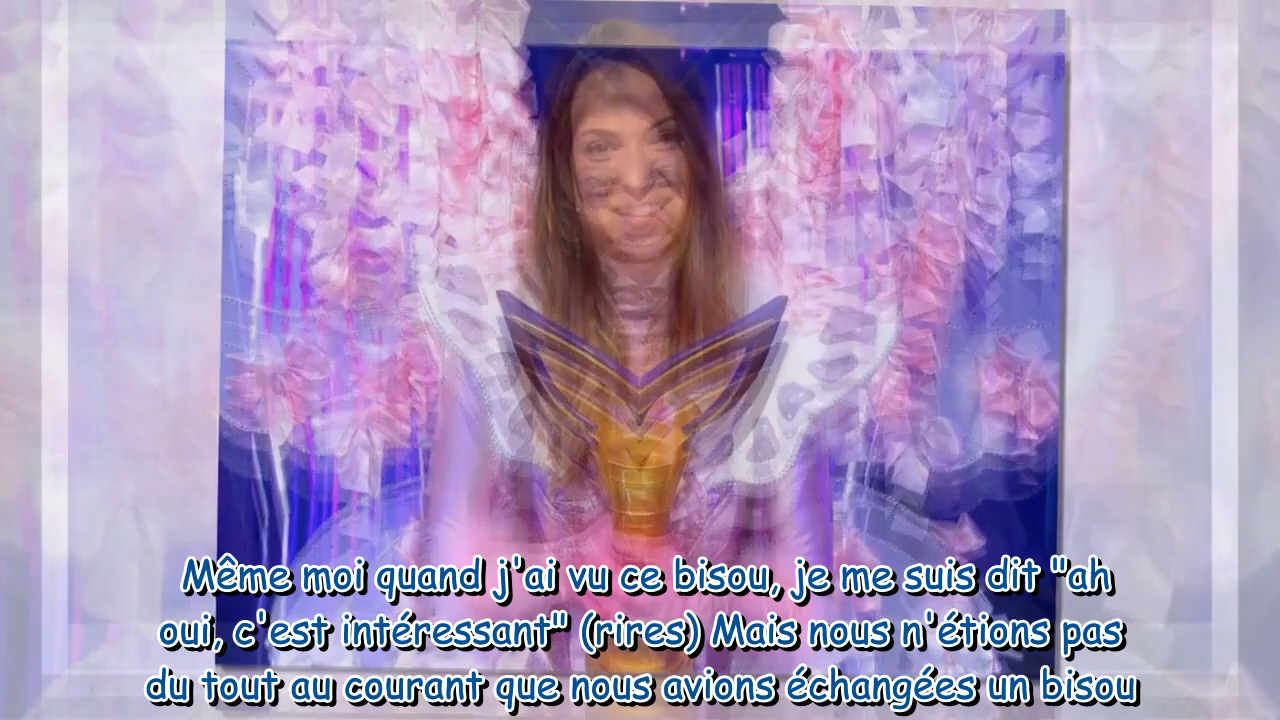 Même moi quand j'ai vu ce bisou, je me suis dit "ah
oui, c'est intéressant" (rires) Mais nous n'étions pas
du tout au courant que nous avions échangées un bisou